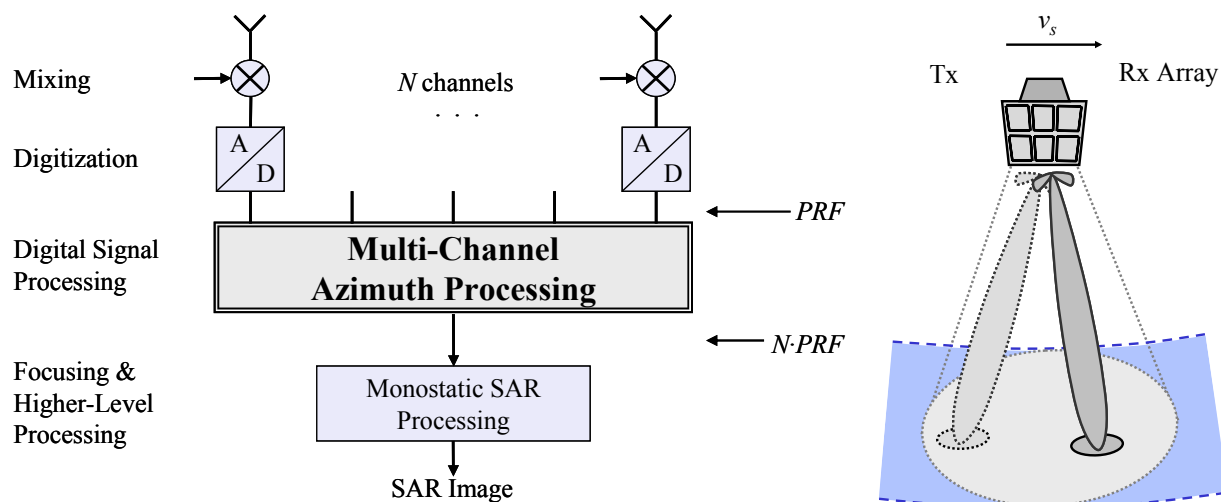 Mixing
N channels
. . .
Digitization
A
D
A
D
PRF
Digital Signal
Processing
Multi-Channel
Azimuth Processing
N·PRF
Focusing &
Higher-Level
Processing
Monostatic SAR
Processing
SAR Image
vs
Tx
Rx Array